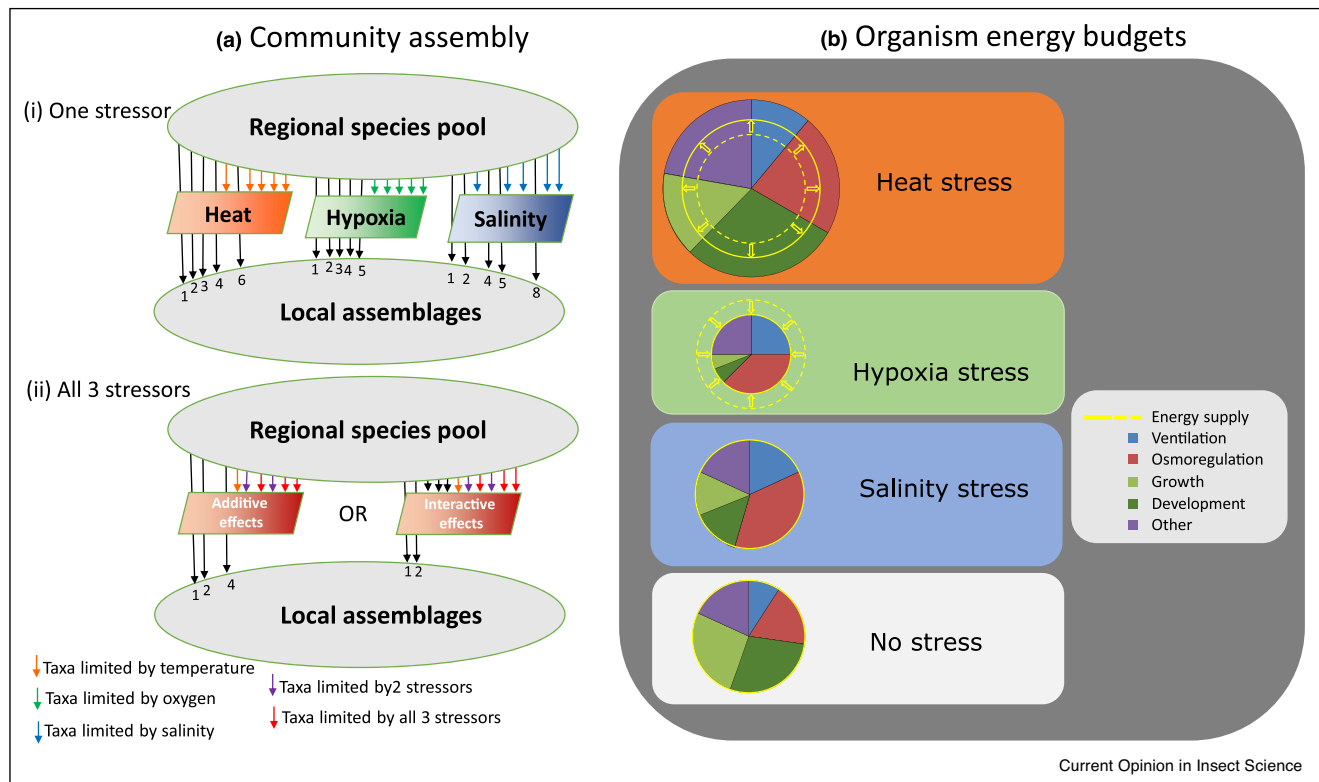 (a) Community assembly
(i) One stressor
Regional species pool
Heat
Hypoxia
Salinity
1 2 3 4 6 1 2 3 4 5 1 2 4 5 8
Local assemblages
(ii) All 3 stressors
Regional species pool
Additive
effects
OR
Interactive
effects
1 2 4 1 2
Local assemblages
Taxa limited by temperature
Taxa limited by oxygen
Taxa limited by salinity
Taxa limited by2 stressors
Taxa limited by all 3 stressors
(b) Organism energy budgets
Heat stress
Hypoxia stress
Salinity stress
No stress
Energy supply
Ventilation
Osmoregulation
Growth
Development
Other
Current Opinion in Insect Science